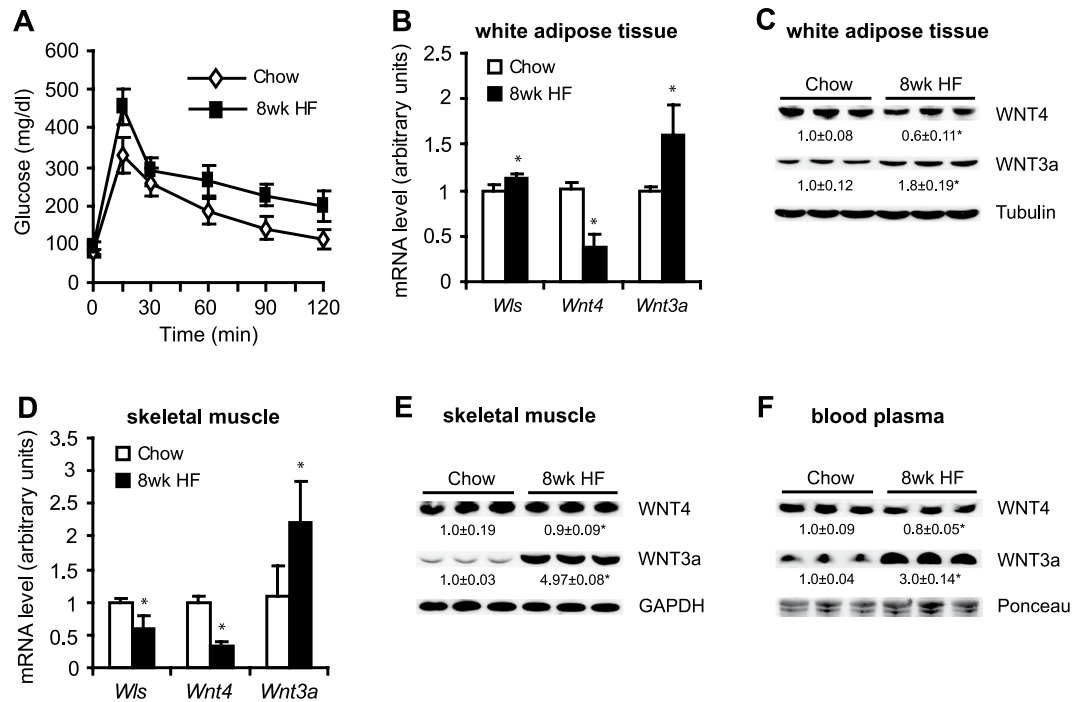 A
600
500
400
300
200
100
0
Glucose (mg/dl)
Chow
8wk HF
0 30 60 90 120
Time (min)
B
white adipose tissue
mRNA level (arbitrary units)
2.5
2
1.5
1
0.5
0
Chow
8wk HF
* * *
Wls Wnt4 Wnt3a
C
white adipose tissue
Chow 8wk HF
WNT4
1.0±0.08 0.6±0.11*
WNT3a
1.0±0.12 1.8±0.19*
Tubulin
D
skeletal muscle
mRNA level (arbitrary units)
3.5
3
2.5
2
1.5
1
0.5
0
Chow
8wk HF
* * *
Wls Wnt4 Wnt3a
E
skeletal muscle
Chow 8wk HF
WNT4
1.0±0.19 0.9±0.09*
WNT3a
1.0±0.03 4.97±0.08*
GAPDH
F
blood plasma
Chow 8wk HF
WNT4
1.0±0.09 0.8±0.05*
WNT3a
1.0±0.04 3.0±0.14*
Ponceau